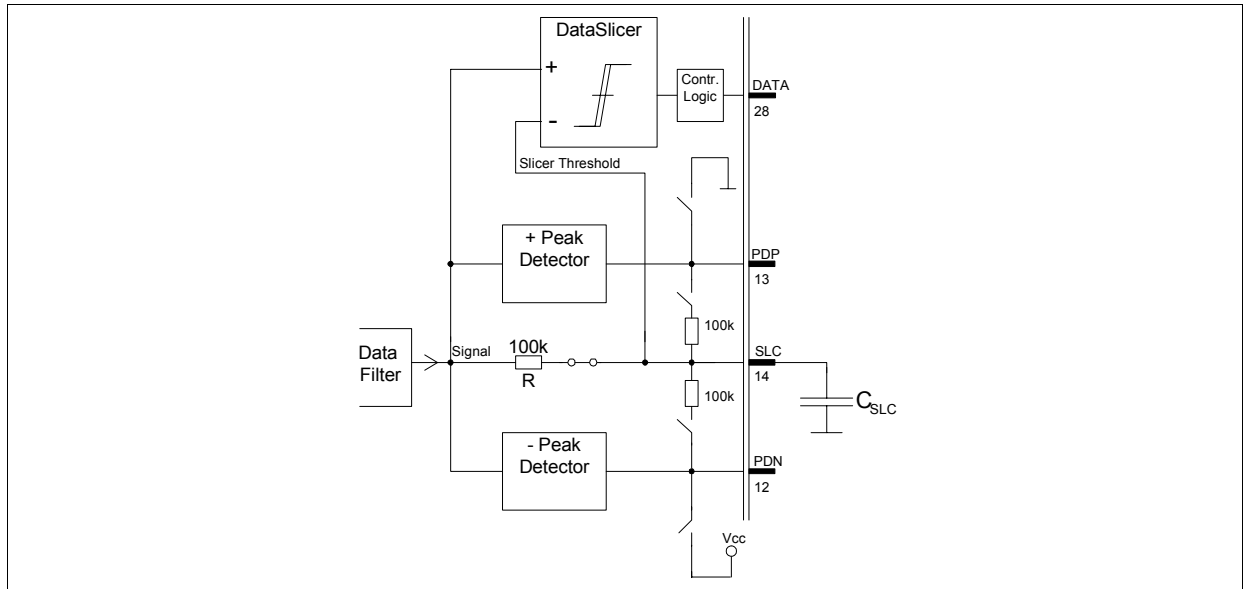 DataSlicer
+
-
Contr.
Logic
DATA
28
Slicer Threshold
+ Peak
Detector
PDP
13
100k
Data
Filter
Signal
100k
R
SLC
14
C_SLC
100k
- Peak
Detector
PDN
12
Vcc